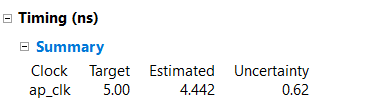 Timing (ns)
Summary
Clock Target Estimated Uncertainty
ap_clk 5.00 4.442 0.62